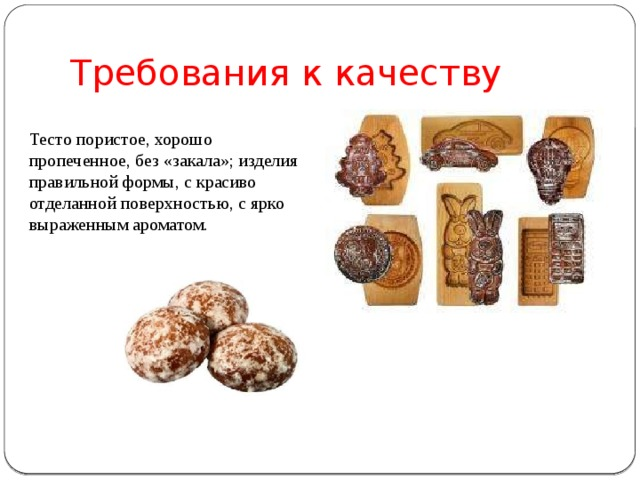 Требования к качеству
Тесто пористое, хорошо
пропеченное, без «закала»; изделия
правильной формы, с красиво
отделанной поверхностью, с ярко
выраженным ароматом.